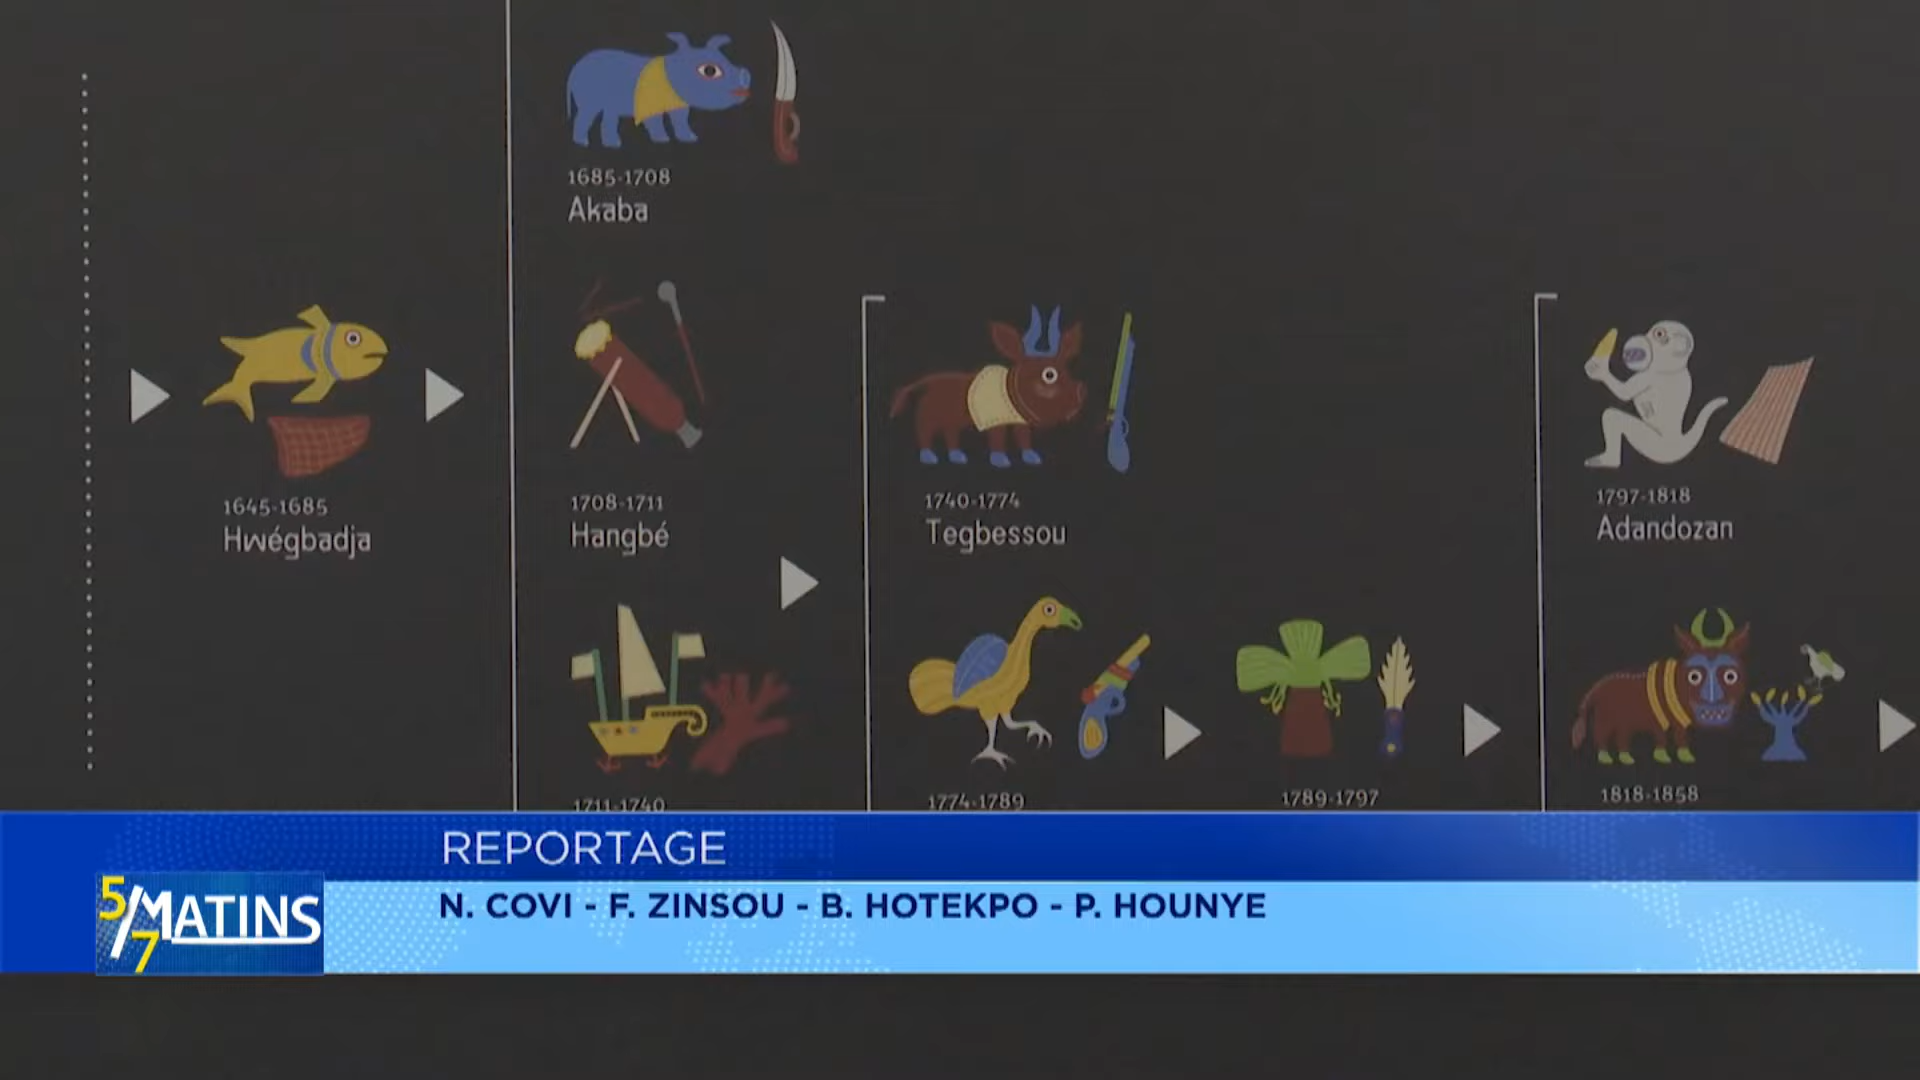 1685-1708
Akaba
1645-1685
Hwégbadja
1708-1711
Hangbé
1740-1774
Tegbessou
1797-1818
Adandozan
1711-1740
1774-1789
1789-1797
1818-1858
REPORTAGE
N. COVI - F. ZINSOU - B. HOTEKPO - P. HOUNYE
5/7 MATINS